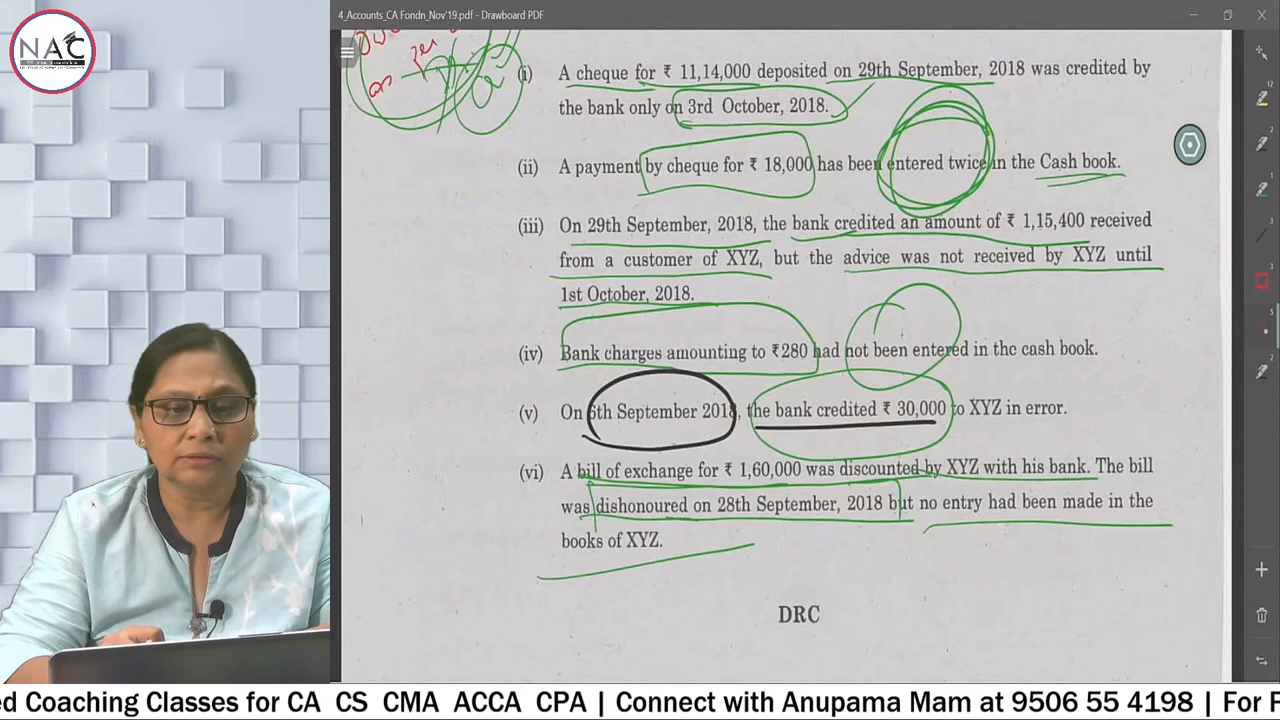 4_Accounts_CA Fondn_Nov'19.pdf - Drawboard PDF
NAC
(i) A cheque for ₹ 11,14,000 deposited on 29th September, 2018 was credited by
the bank only on 3rd October, 2018.
(ii) A payment by cheque for ₹ 18,000 has been entered twice in the Cash book.
(iii) On 29th September, 2018, the bank credited an amount of ₹ 1,15,400 received
from a customer of XYZ, but the advice was not received by XYZ until
1st October, 2018.
(iv) Bank charges amounting to ₹280 had not been entered in the cash book.
(v) On 6th September 2018, the bank credited ₹ 30,000 to XYZ in error.
(vi) A bill of exchange for ₹ 1,60,000 was discounted by XYZ with his bank. The bill
was dishonoured on 28th September, 2018 but no entry had been made in the
books of XYZ.
DRC
ed Coaching Classes for CA CS CMA ACCA CPA | Connect with Anupama Mam at 9506 55 4198 | For F